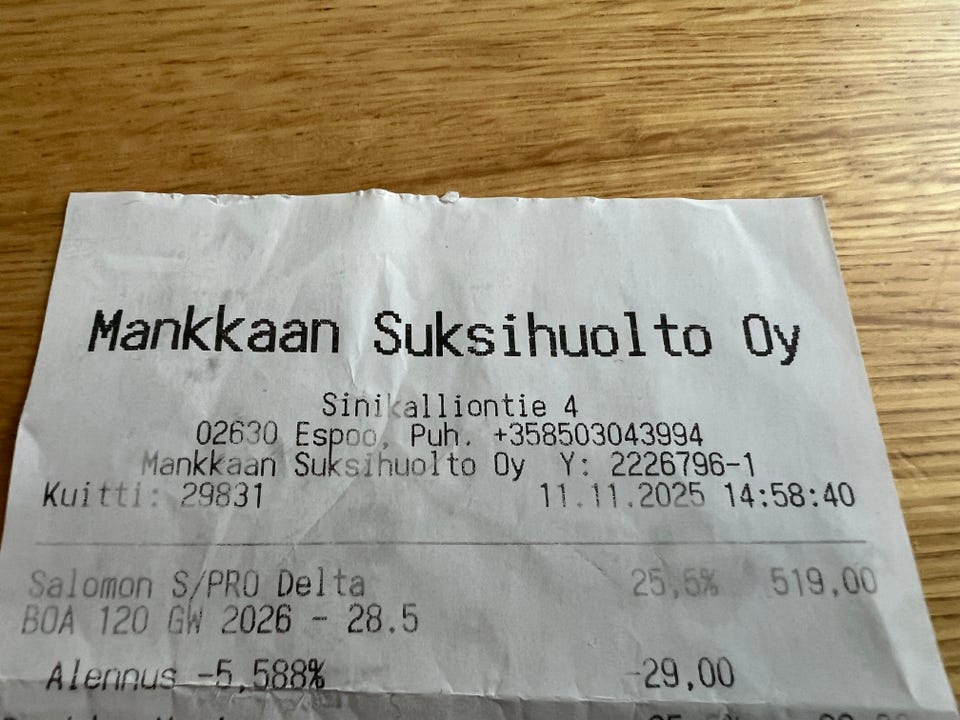 Mankkaan Suksihuolto Oy
Sinikalliontie 4
02630 Espoo, Puh. +358503043994
Mankkaan Suksihuolto Oy Y: 2226796-1
Kuitti: 29831 11.11.2025 14:58:40
Salomon S/PRO Delta 25,5% 519,00
BOA 120 GW 2026 - 28.5
Alennus -5,588% -29,00